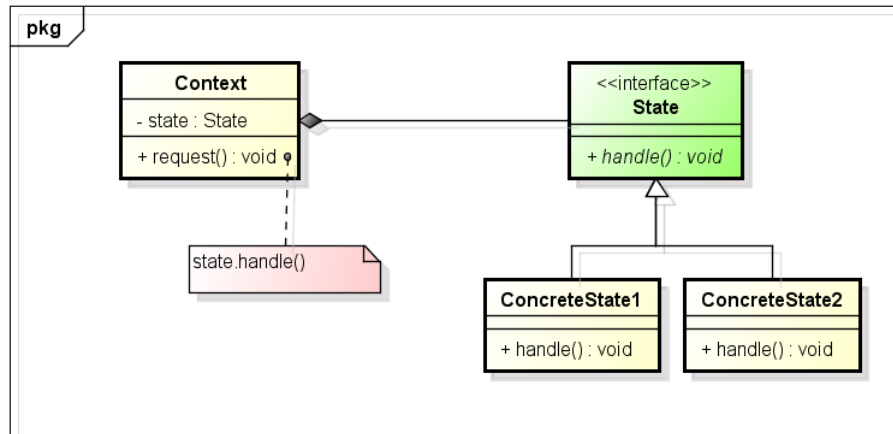 pkg
Context
- state : State
+ request() : void
state.handle()
<<interface>>
State
+ handle() : void
ConcreteState1
+ handle() : void
ConcreteState2
+ handle() : void